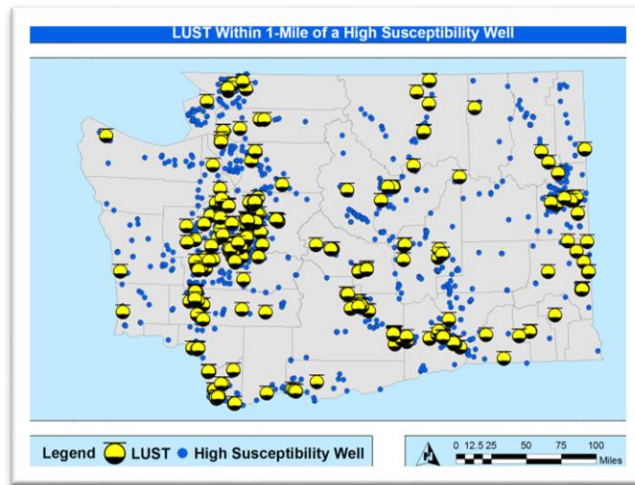 LUST Within 1-Mile of a High Susceptibility Well
Legend LUST High Susceptibility Well
N
0 12.5 25 50 75 100
Miles